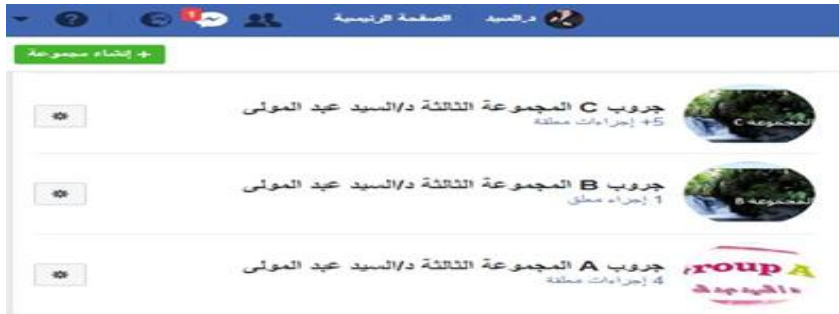 د.السيد الصفحة الرئيسية 1
+ إنشاء مجموعة
جروب C المجموعة الثالثة د/السيد عبد المولى
+5 إجراءات معلقة
المجموعة C
جروب B المجموعة الثالثة د/السيد عبد المولى
1 إجراء معلق
المجموعة B
جروب A المجموعة الثالثة د/السيد عبد المولى
4 إجراءات معلقة
roup A